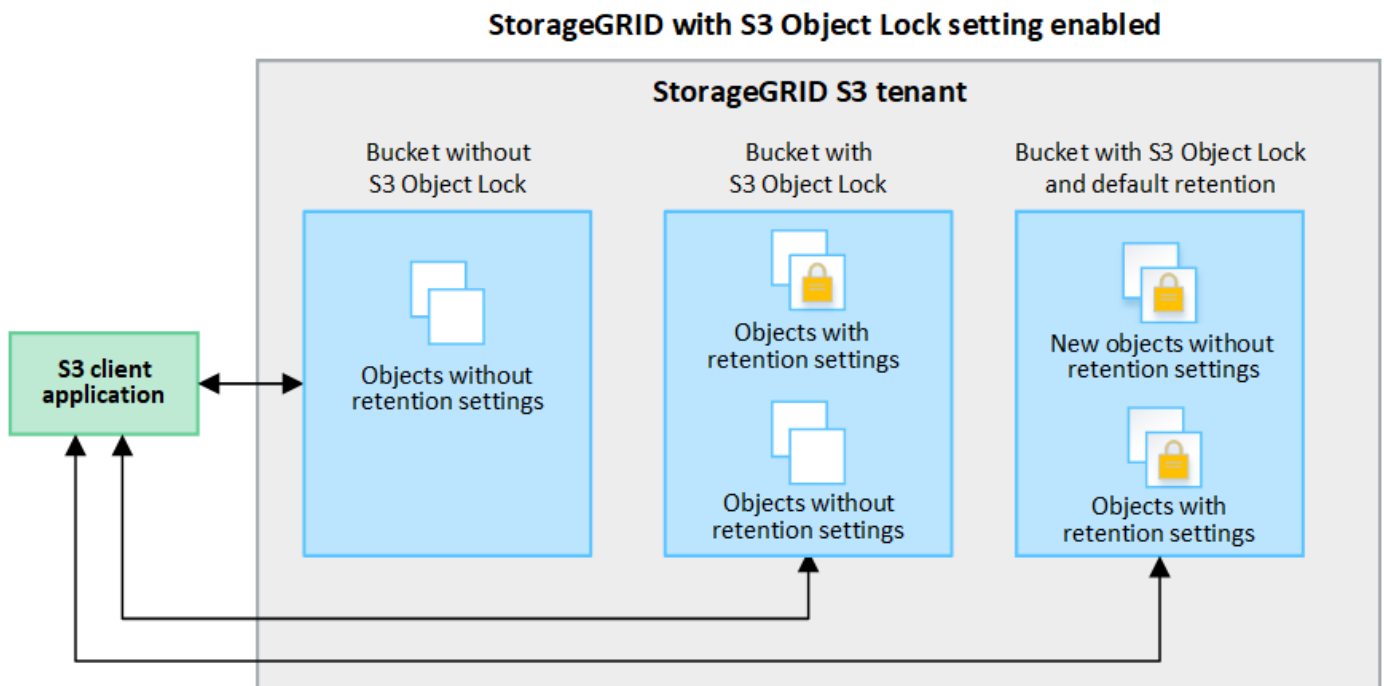 StorageGRID with S3 Object Lock setting enabled
StorageGRID S3 tenant
Bucket without
S3 Object Lock
Bucket with
S3 Object Lock
Bucket with S3 Object Lock
and default retention
S3 client
application
Objects without
retention settings
Objects with
retention settings
Objects without
retention settings
New objects without
retention settings
Objects with
retention settings